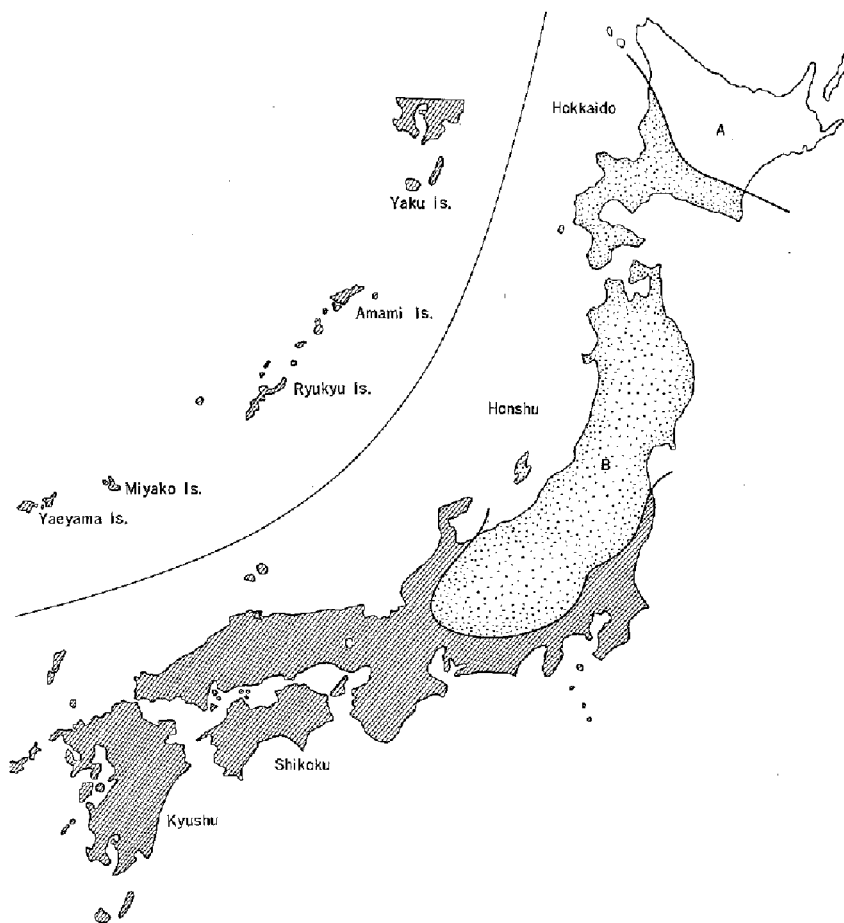 Hokkaido
A
Yaku Is.
Amami Is.
Ryukyu Is.
Honshu
B
Miyako Is.
Yaeyama Is.
C
Shikoku
Kyushu